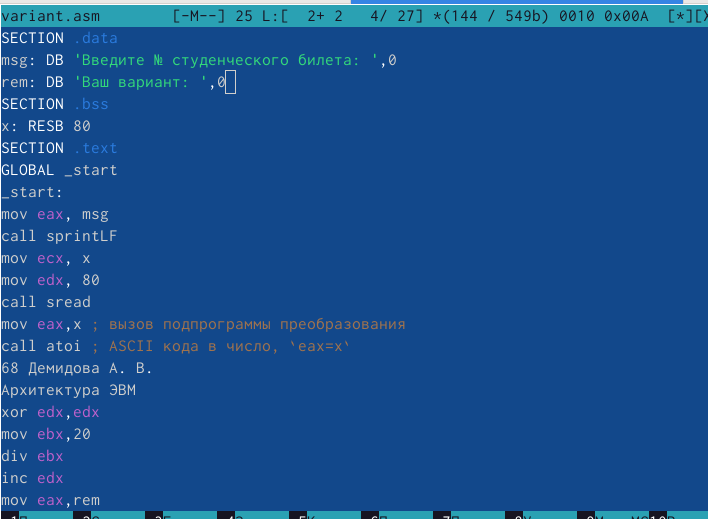 variant.asm [-M--] 25 L:[ 2+ 2 4/ 27] *(144 / 549b) 0010 0x00A [*][X
SECTION .data
msg: DB 'Введите № студенческого билета: ',0
rem: DB 'Ваш вариант: ',0
SECTION .bss
x: RESB 80
SECTION .text
GLOBAL _start
_start:
mov eax, msg
call sprintLF
mov ecx, x
mov edx, 80
call sread
mov eax,x ; вызов подпрограммы преобразования
call atoi ; ASCII кода в число, `eax=x`
68 Демидова А. В.
Архитектура ЭВМ
xor edx,edx
mov ebx,20
div ebx
inc edx
mov eax,rem